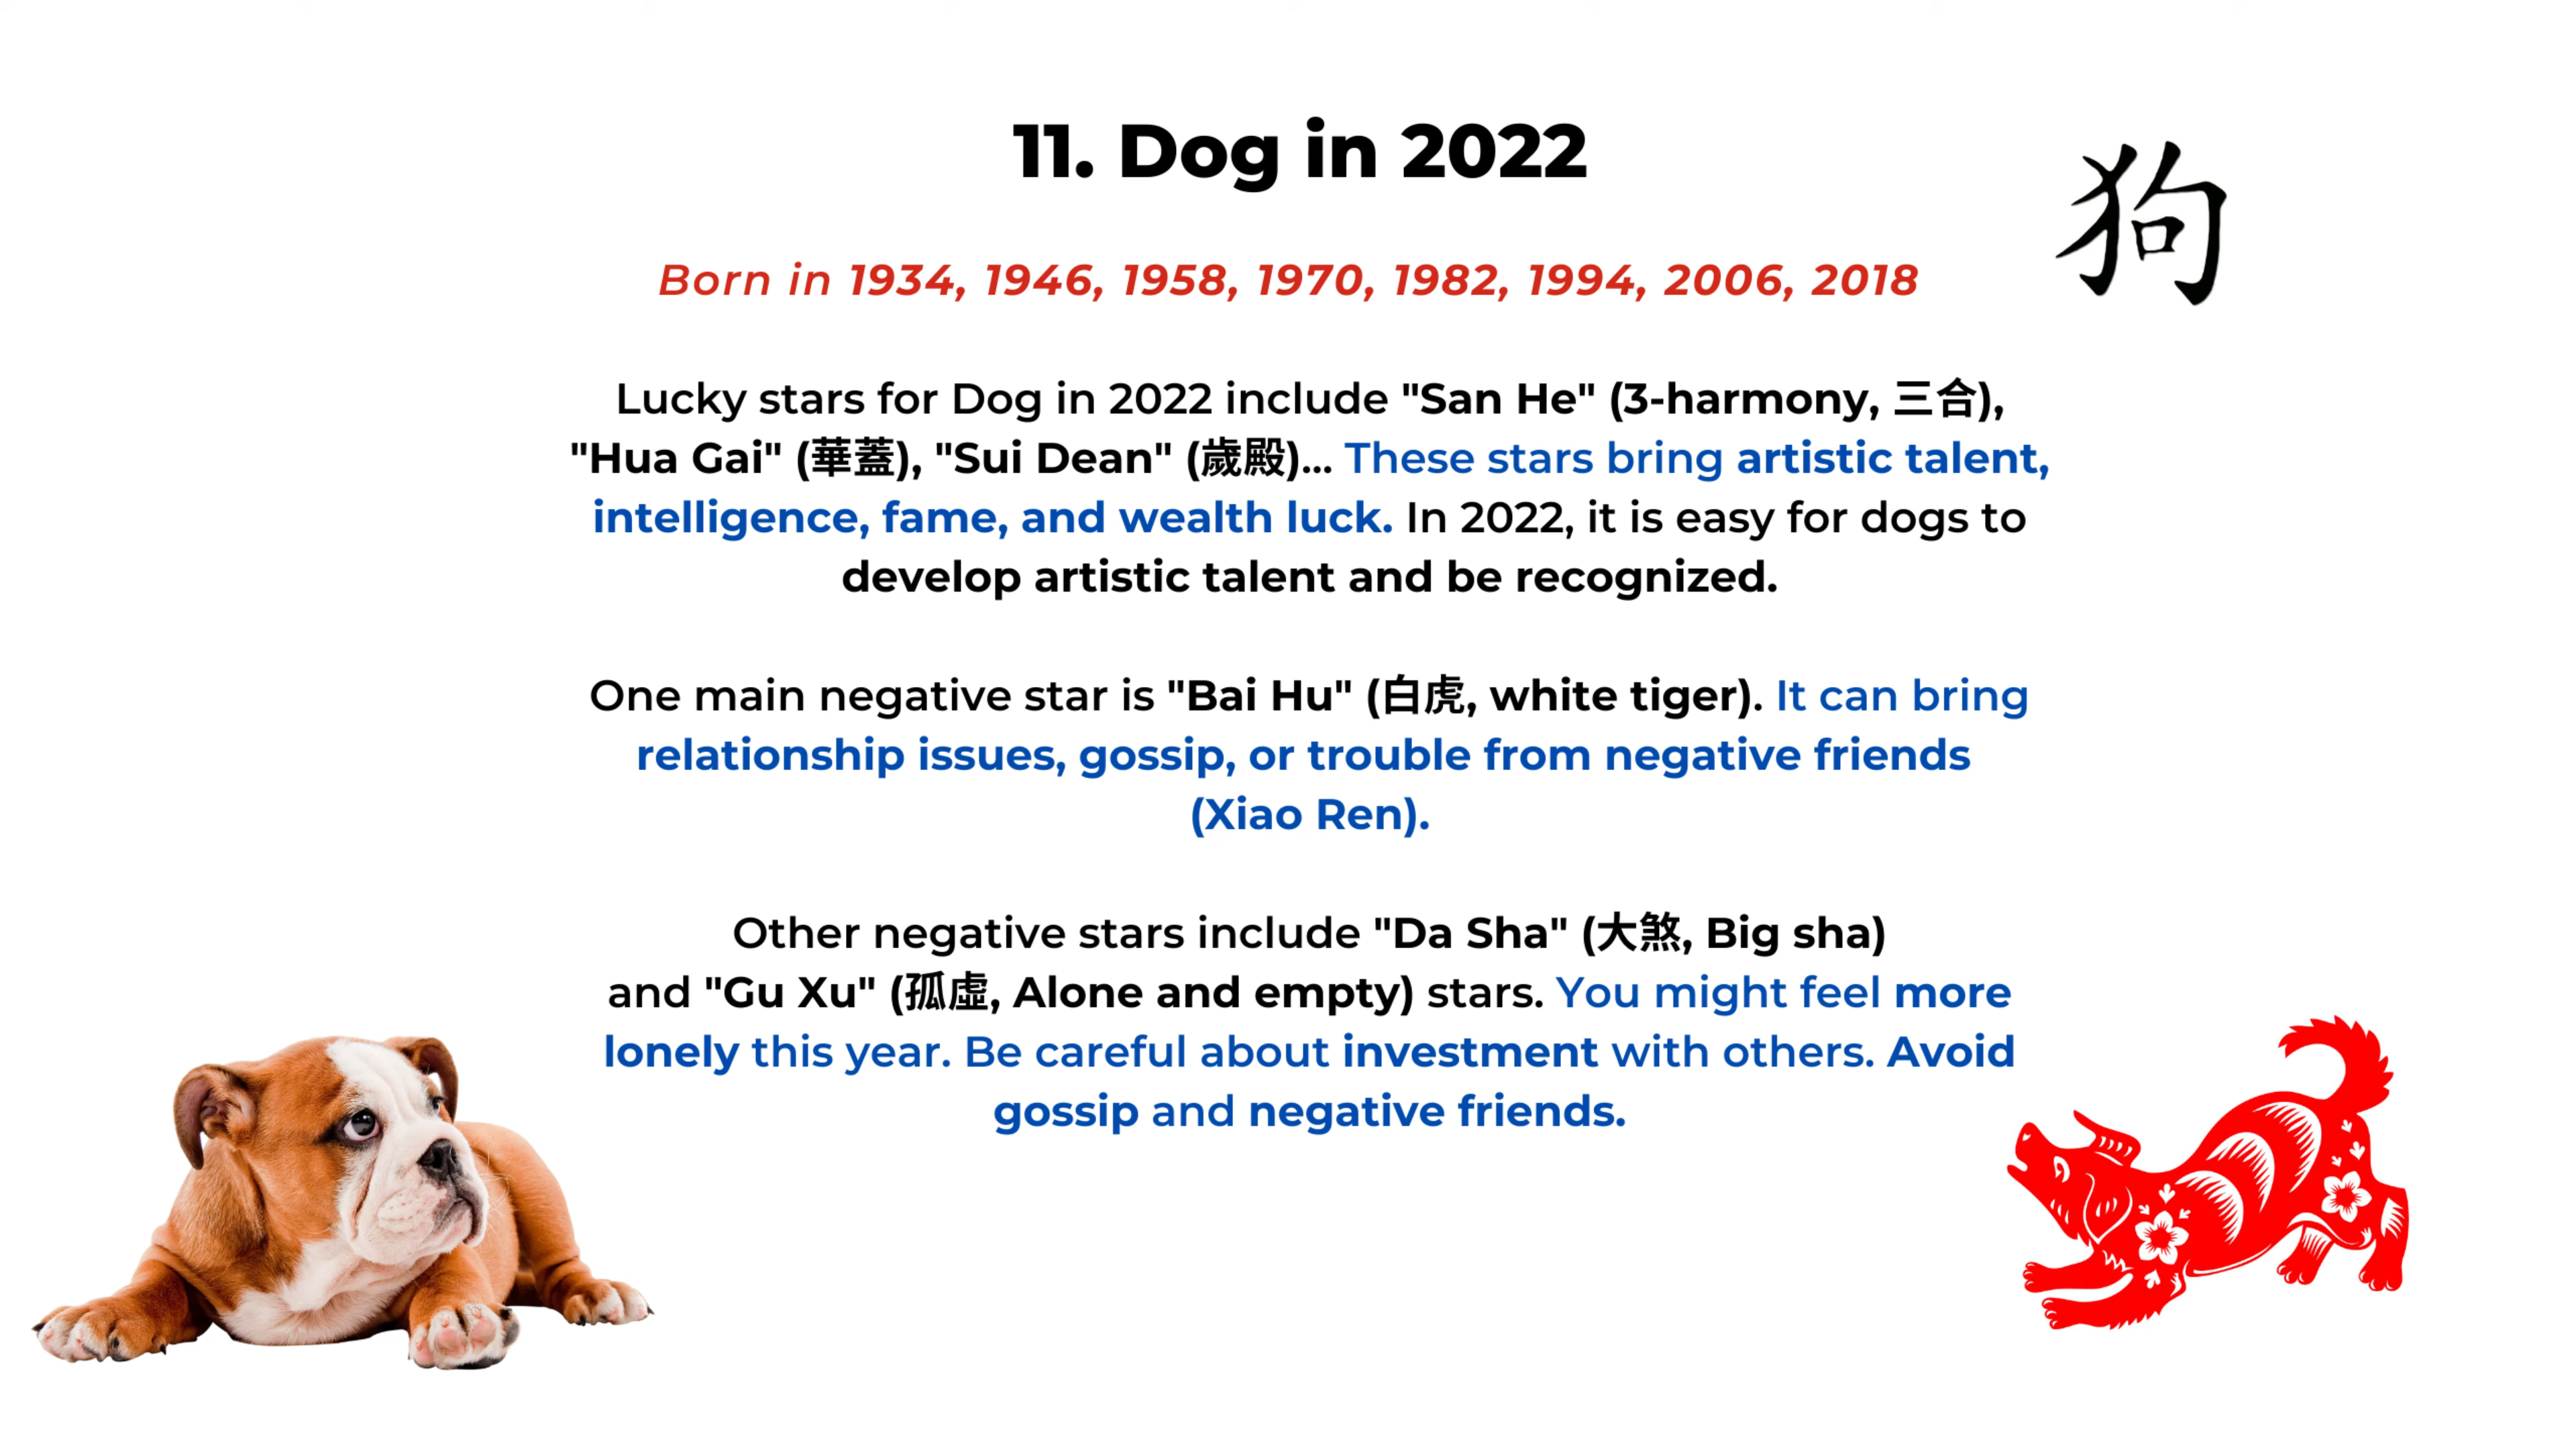 11. Dog in 2022
狗
Born in 1934, 1946, 1958, 1970, 1982, 1994, 2006, 2018
Lucky stars for Dog in 2022 include "San He" (3-harmony, 三合),
"Hua Gai" (華蓋), "Sui Dean" (歲殿)... These stars bring artistic talent,
intelligence, fame, and wealth luck. In 2022, it is easy for dogs to
develop artistic talent and be recognized.
One main negative star is "Bai Hu" (白虎, white tiger). It can bring
relationship issues, gossip, or trouble from negative friends
(Xiao Ren).
Other negative stars include "Da Sha" (大煞, Big sha)
and "Gu Xu" (孤虛, Alone and empty) stars. You might feel more
lonely this year. Be careful about investment with others. Avoid
gossip and negative friends.